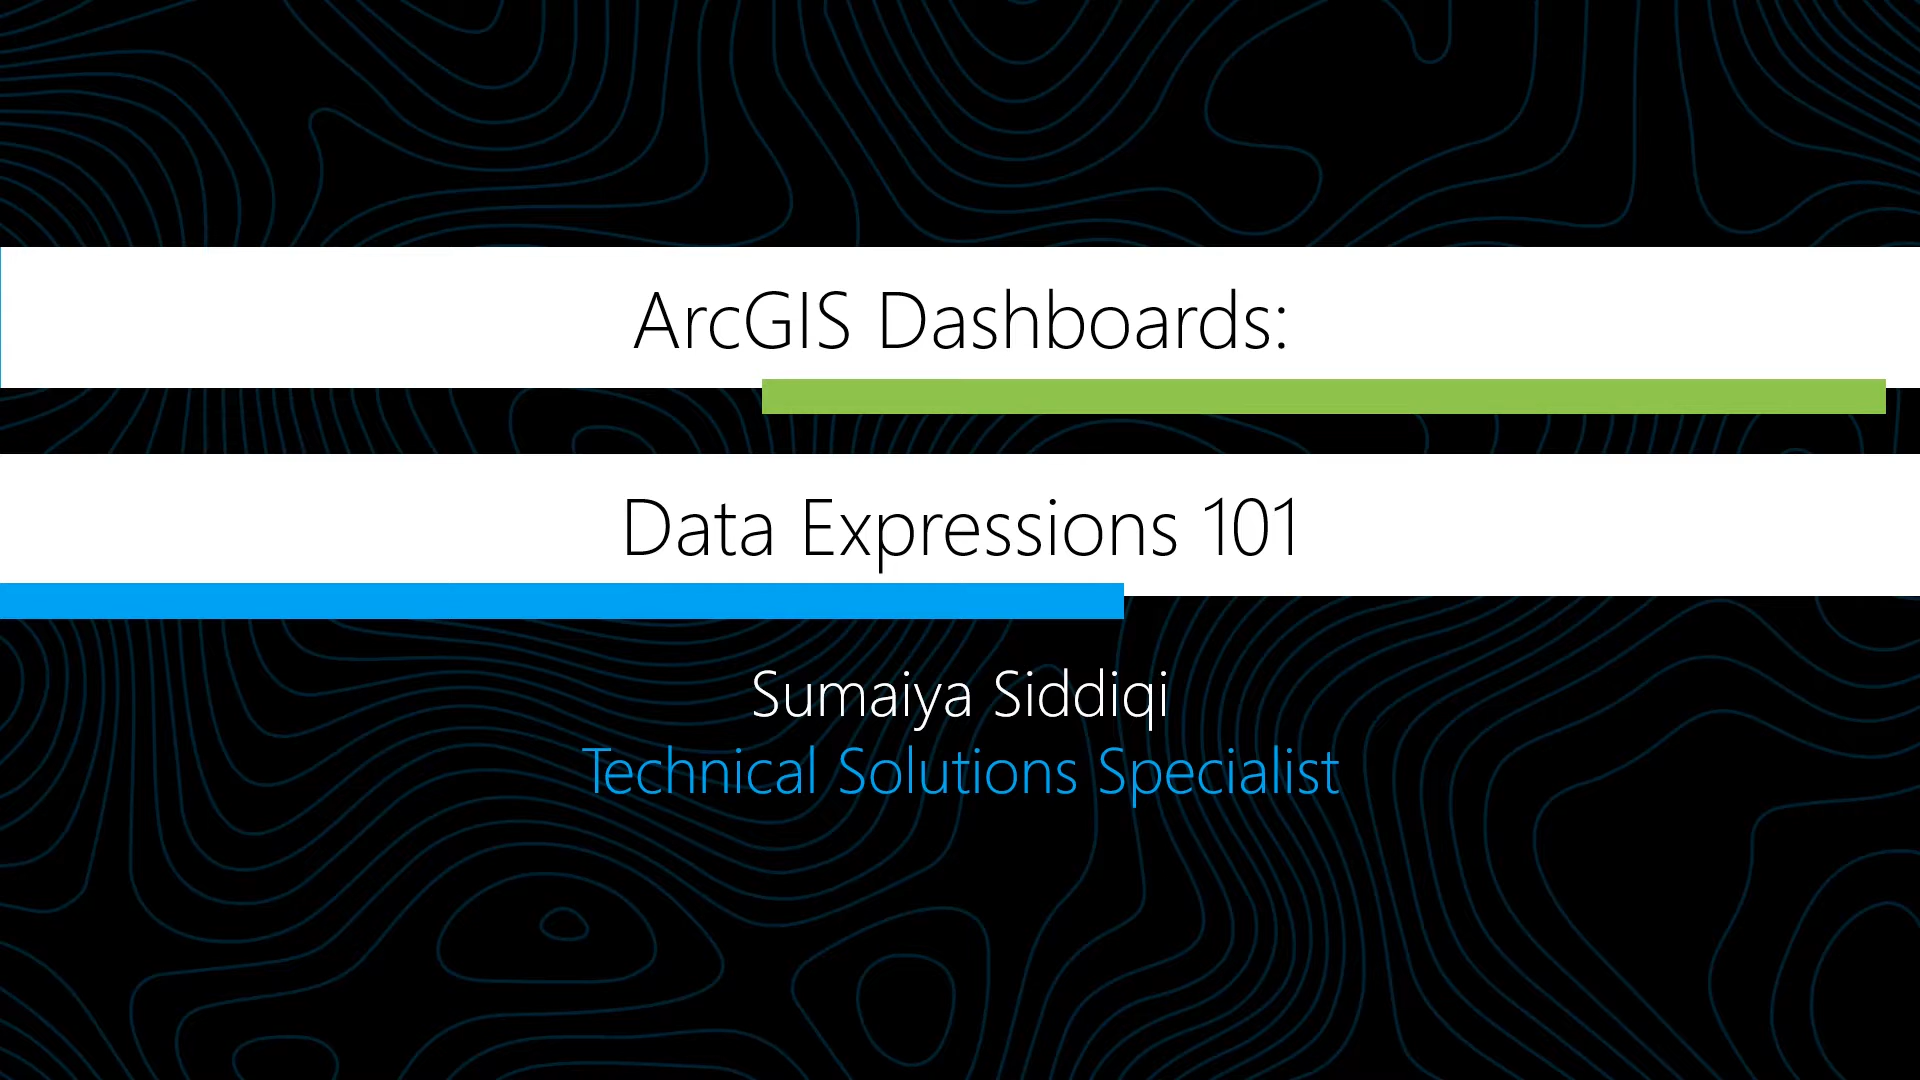 ArcGIS Dashboards:
Data Expressions 101
Sumaiya Siddiqi
Technical Solutions Specialist